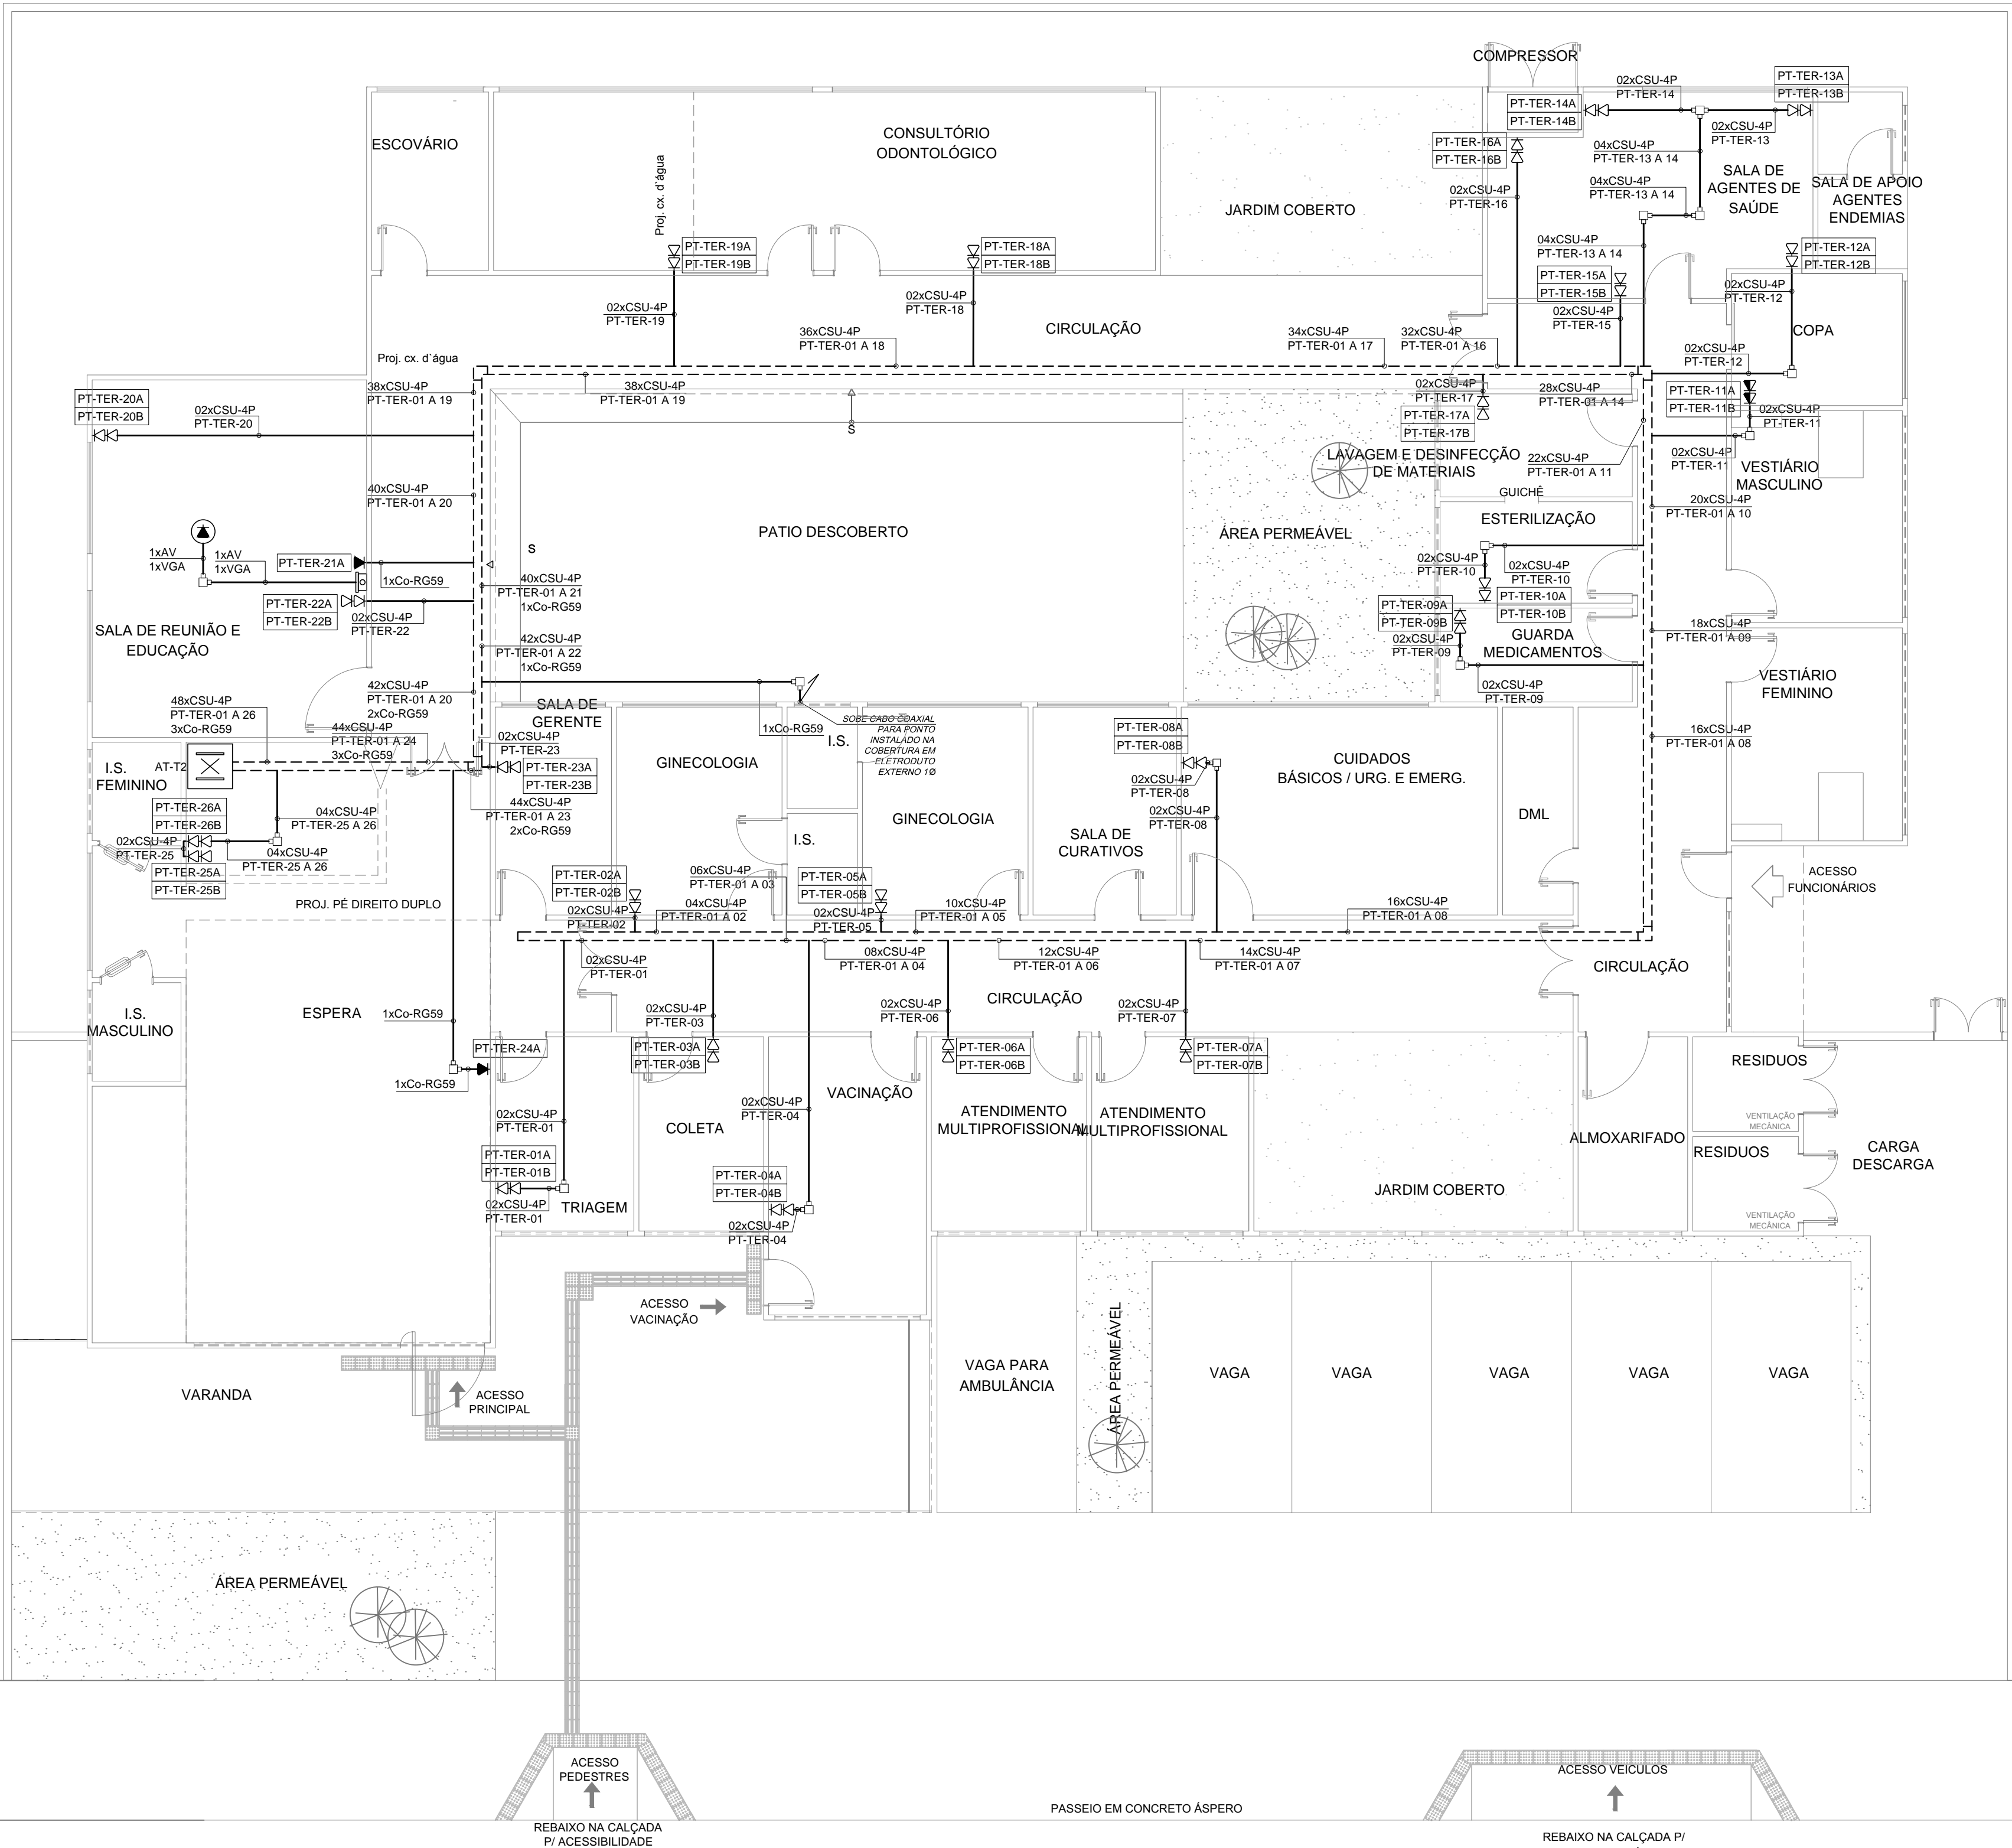 COMPRESSOR
PT-TER-13A
PT-TER-13B
02xCSU-4P
PT-TER-14
PT-TER-14A
PT-TER-14B
02xCSU-4P
PT-TER-13
PT-TER-16A
PT-TER-16B
04xCSU-4P
PT-TER-13 A 14
04xCSU-4P
PT-TER-13 A 14
02xCSU-4P
PT-TER-16
SALA DE
AGENTES DE
SAÚDE
SALA DE APOIO
AGENTES
ENDEMIAS
ESCOVÁRIO
CONSULTÓRIO
ODONTOLÓGICO
Proj. cx. d`água
JARDIM COBERTO
PT-TER-19A
PT-TER-19B
PT-TER-18A
PT-TER-18B
04xCSU-4P
PT-TER-13 A 14
PT-TER-12A
PT-TER-12B
PT-TER-15A
PT-TER-15B
02xCSU-4P
PT-TER-12
02xCSU-4P
PT-TER-19
02xCSU-4P
PT-TER-18
02xCSU-4P
PT-TER-15
CIRCULAÇÃO
COPA
36xCSU-4P
PT-TER-01 A 18
34xCSU-4P
PT-TER-01 A 17
32xCSU-4P
PT-TER-01 A 16
02xCSU-4P
PT-TER-12
Proj. cx. d`água
38xCSU-4P
PT-TER-01 A 19
38xCSU-4P
PT-TER-01 A 19
02xCSU-4P
PT-TER-17
28xCSU-4P
PT-TER-01 A 14
PT-TER-11A
PT-TER-11B
PT-TER-20A
PT-TER-20B
02xCSU-4P
PT-TER-20
PT-TER-17A
PT-TER-17B
02xCSU-4P
PT-TER-11
S
LAVAGEM E DESINFECÇÃO
DE MATERIAIS
22xCSU-4P
PT-TER-01 A 11
02xCSU-4P
PT-TER-11
VESTIÁRIO
MASCULINO
40xCSU-4P
PT-TER-01 A 20
GUICHÊ
20xCSU-4P
PT-TER-01 A 10
PATIO DESCOBERTO
ÁREA PERMEÁVEL
ESTERILIZAÇÃO
S
1xAV
1xVGA
1xAV
1xVGA
PT-TER-21A
1xCo-RG59
40xCSU-4P
PT-TER-01 A 21
1xCo-RG59
02xCSU-4P
PT-TER-10
02xCSU-4P
PT-TER-10
PT-TER-10A
PT-TER-10B
PT-TER-22A
PT-TER-22B
02xCSU-4P
PT-TER-22
PT-TER-09A
PT-TER-09B
SALA DE REUNIÃO E
EDUCAÇÃO
42xCSU-4P
PT-TER-01 A 22
1xCo-RG59
02xCSU-4P
PT-TER-09
GUARDA
MEDICAMENTOS
18xCSU-4P
PT-TER-01 A 09
02xCSU-4P
PT-TER-09
VESTIÁRIO
FEMININO
42xCSU-4P
PT-TER-01 A 20
2xCo-RG59
48xCSU-4P
PT-TER-01 A 26
3xCo-RG59
44xCSU-4P
PT-TER-01 A 24
3xCo-RG59
SALA DE
GERENTE
02xCSU-4P
PT-TER-23
PT-TER-23A
PT-TER-23B
44xCSU-4P
PT-TER-01 A 23
2xCo-RG59
1xCo-RG59
I.S.
SOBE CABO COAXIAL
PARA PONTO
INSTALADO NA
COBERTURA EM
ELETRODUTO
EXTERNO 1Ø
PT-TER-08A
PT-TER-08B
16xCSU-4P
PT-TER-01 A 08
GINECOLOGIA
CUIDADOS
BÁSICOS / URG. E EMERG.
02xCSU-4P
PT-TER-08
02xCSU-4P
PT-TER-08
I.S.
FEMININO
AT-T2
PT-TER-26A
PT-TER-26B
04xCSU-4P
PT-TER-25 A 26
02xCSU-4P
PT-TER-25
04xCSU-4P
PT-TER-25 A 26
PT-TER-25A
PT-TER-25B
GINECOLOGIA
I.S.
SALA DE
CURATIVOS
DML
PROJ. PÉ DIREITO DUPLO
PT-TER-02A
PT-TER-02B
02xCSU-4P
PT-TER-02
06xCSU-4P
PT-TER-01 A 03
04xCSU-4P
PT-TER-01 A 02
PT-TER-05A
PT-TER-05B
02xCSU-4P
PT-TER-05
10xCSU-4P
PT-TER-01 A 05
16xCSU-4P
PT-TER-01 A 08
ACESSO
FUNCIONÁRIOS
02xCSU-4P
PT-TER-01
08xCSU-4P
PT-TER-01 A 04
12xCSU-4P
PT-TER-01 A 06
14xCSU-4P
PT-TER-01 A 07
CIRCULAÇÃO
CIRCULAÇÃO
ESPERA
I.S.
MASCULINO
1xCo-RG59
02xCSU-4P
PT-TER-03
02xCSU-4P
PT-TER-06
02xCSU-4P
PT-TER-07
PT-TER-24A
PT-TER-03A
PT-TER-03B
PT-TER-06A
PT-TER-06B
PT-TER-07A
PT-TER-07B
1xCo-RG59
RESIDUOS
VACINAÇÃO
02xCSU-4P
PT-TER-01
02xCSU-4P
PT-TER-04
COLETA
ATENDIMENTO
MULTIPROFISSIONAL
ATENDIMENTO
MULTIPROFISSIONAL
VENTILAÇÃO
MECÂNICA
ALMOXARIFADO
RESIDUOS
CARGA
DESCARGA
PT-TER-01A
PT-TER-01B
PT-TER-04A
PT-TER-04B
02xCSU-4P
PT-TER-01
TRIAGEM
02xCSU-4P
PT-TER-04
JARDIM COBERTO
VENTILAÇÃO
MECÂNICA
ACESSO
VACINAÇÃO
ÁREA PERMEÁVEL
VARANDA
ACESSO
PRINCIPAL
VAGA PARA
AMBULÂNCIA
VAGA
VAGA
VAGA
VAGA
VAGA
ÁREA PERMEÁVEL
ACESSO
PEDESTRES
ACESSO VEICULOS
PASSEIO EM CONCRETO ÁSPERO
REBAIXO NA CALÇADA
P/ ACESSIBILIDADE
REBAIXO NA CALÇADA P/